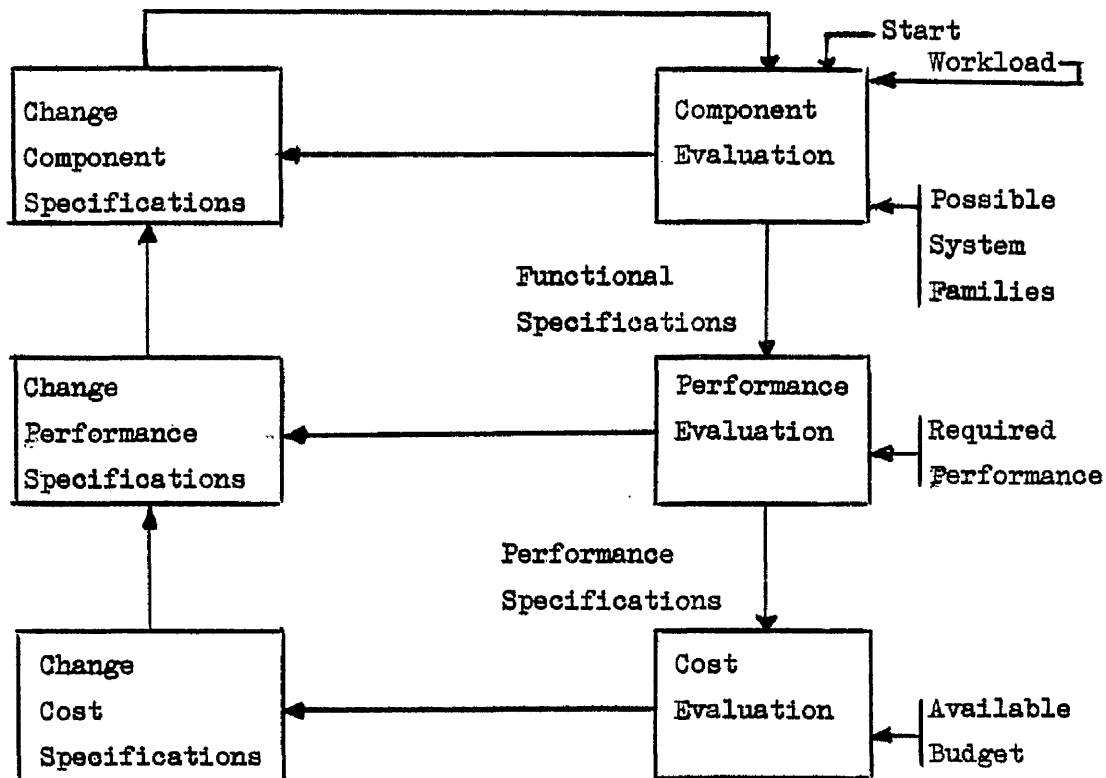 Start
Workload
Change
Component
Specifications
Component
Evaluation
Possible
System
Families
Functional
Specifications
Change
Performance
Specifications
Performance
Evaluation
Required
Performance
Performance
Specifications
Change
Cost
Specifications
Cost
Evaluation
Available
Budget